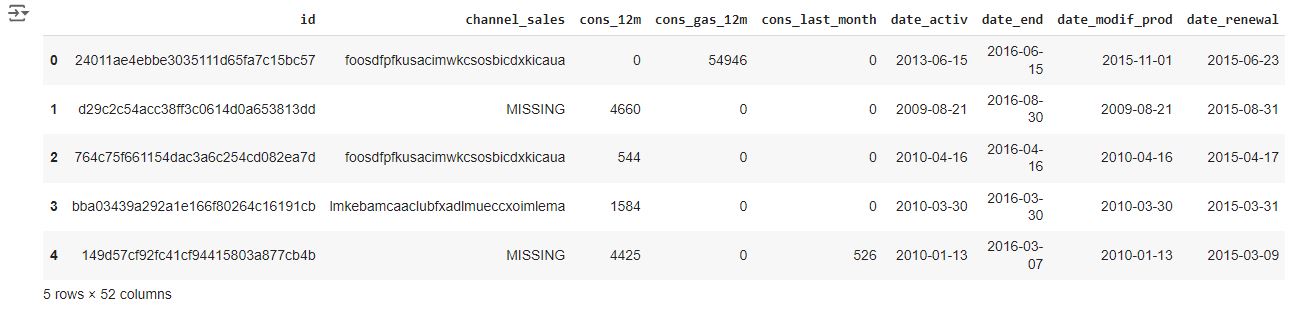 id channel_sales cons_12m cons_gas_12m cons_last_month date_activ date_end date_modif_prod date_renewal
0 24011ae4ebbe3035111d65fa7c15bc57 foosdfpfkusacimwkcsosbicdxkicaua 0 54946 0 2013-06-15 2016-06-15 2015-11-01 2015-06-23
1 d29c2c54acc38ff3c0614d0a653813dd MISSING 4660 0 0 2009-08-21 2016-08-30 2009-08-21 2015-08-31
2 764c75f661154dac3a6c254cd082ea7d foosdfpfkusacimwkcsosbicdxkicaua 544 0 0 2010-04-16 2016-04-16 2010-04-16 2015-04-17
3 bba03439a292a1e166f80264c16191cb lmkebamcaaclubfxadlmueccxoimlema 1584 0 0 2010-03-30 2016-03-30 2010-03-30 2015-03-31
4 149d57cf92fc41cf94415803a877cb4b MISSING 4425 0 526 2010-01-13 2016-03-07 2010-01-13 2015-03-09
5 rows × 52 columns